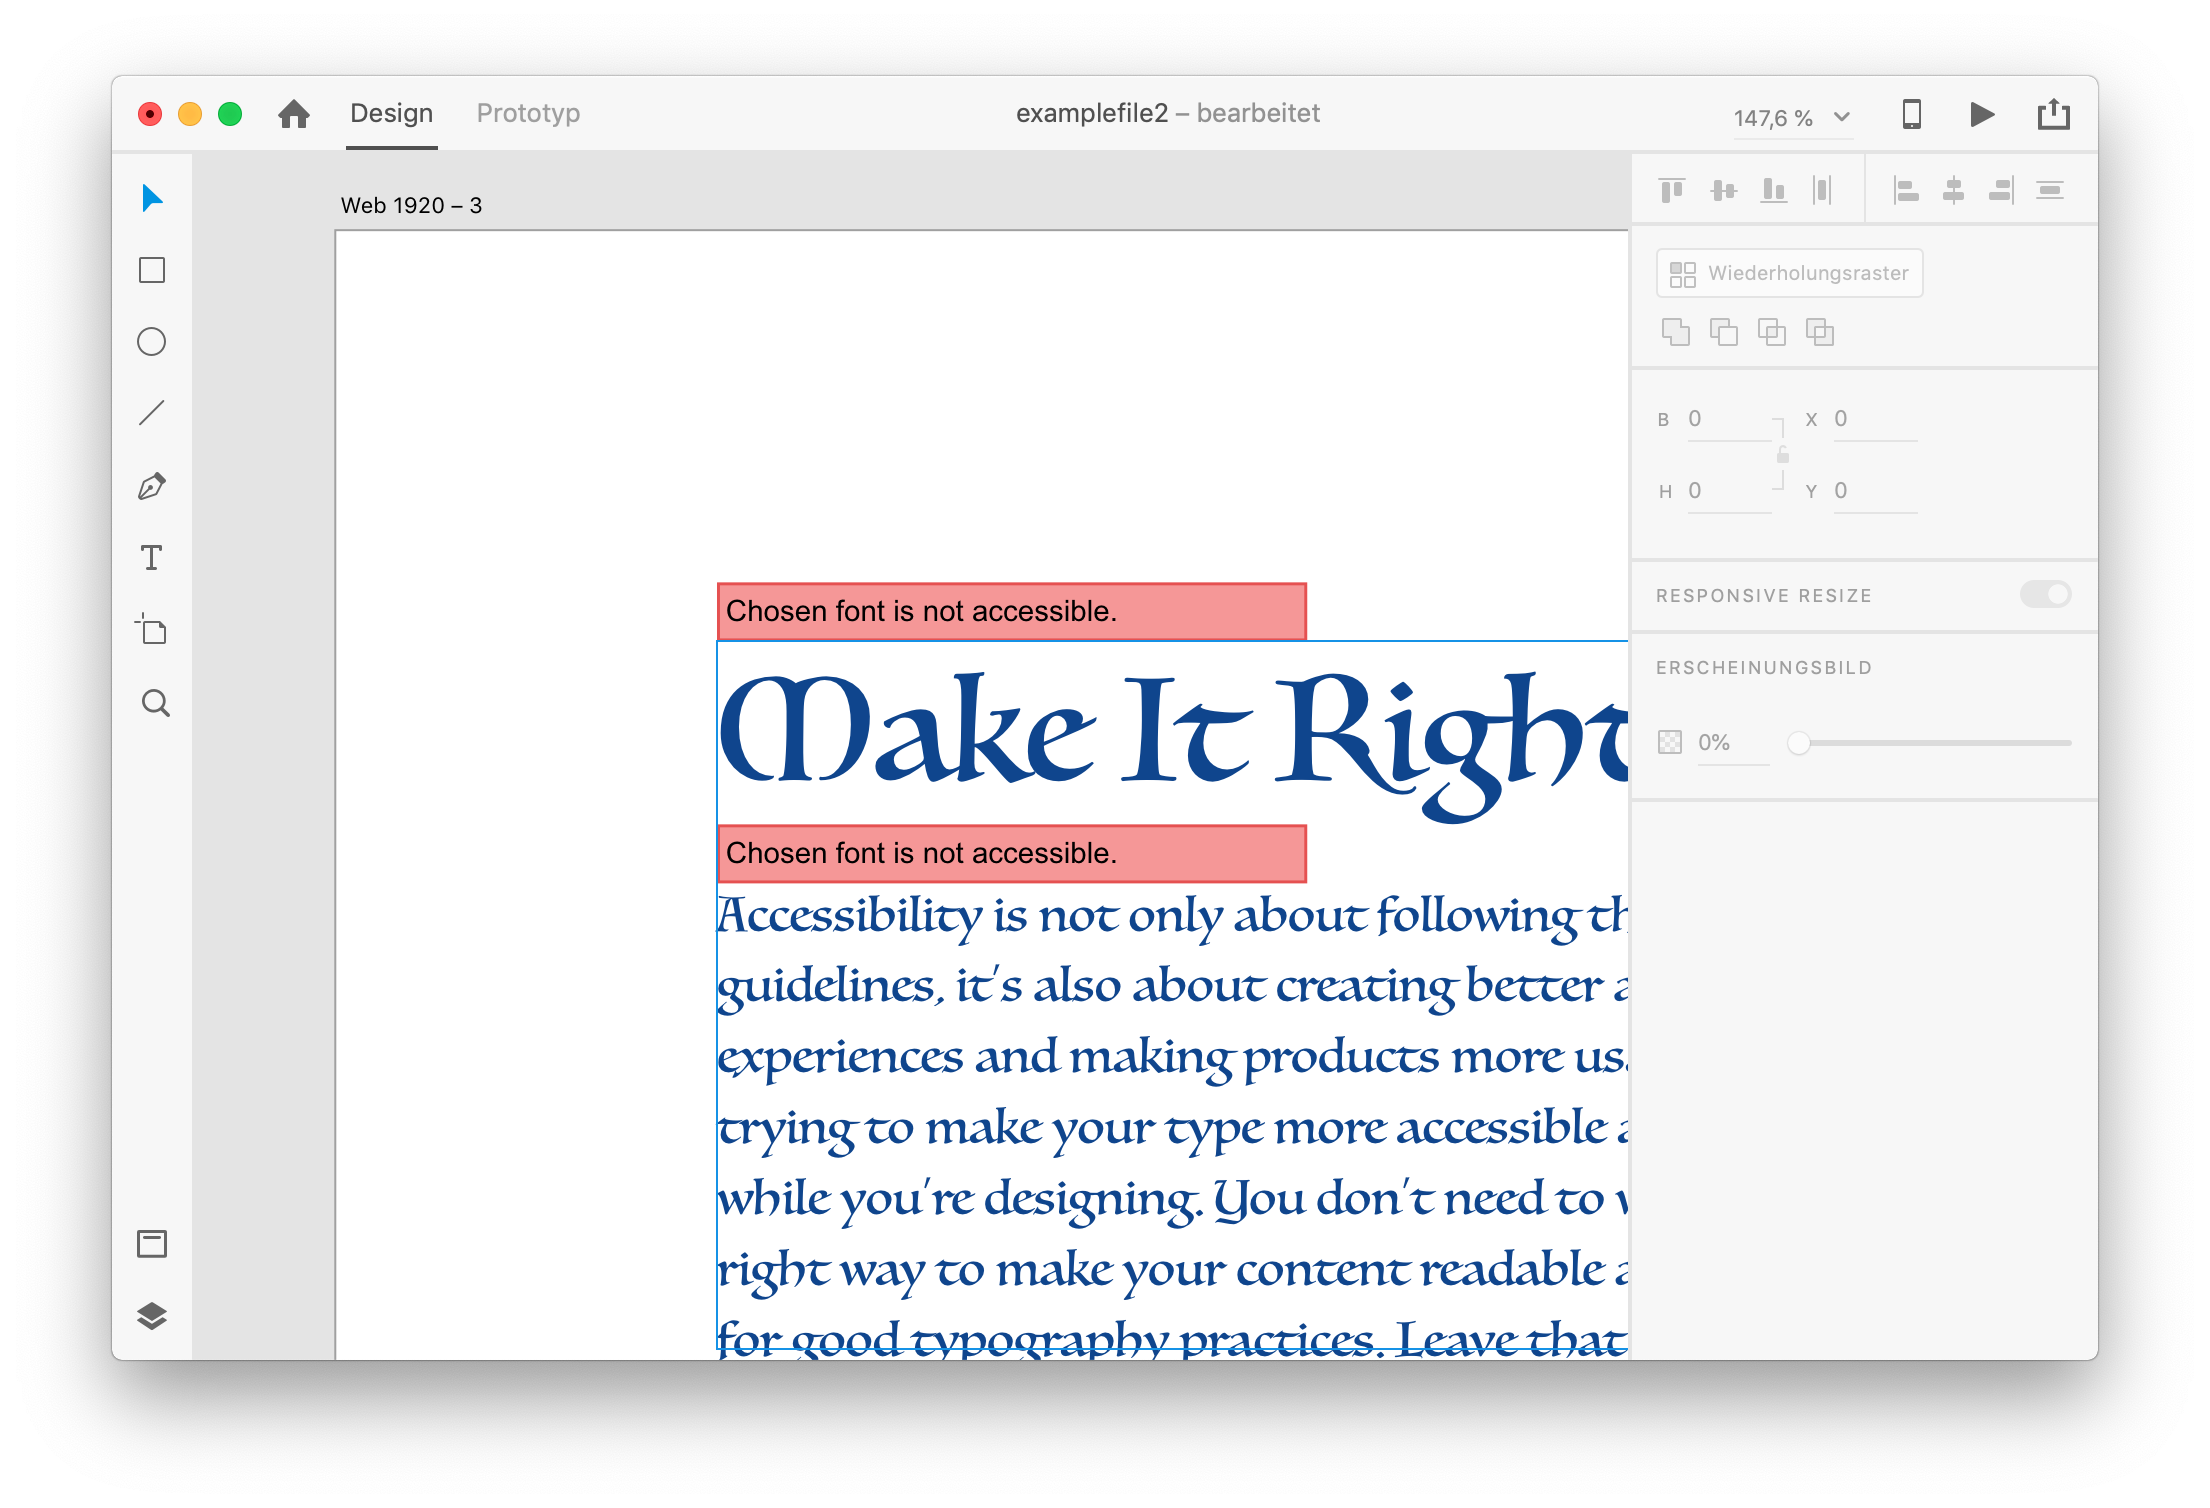 Design Prototyp examplefile2 – bearbeitet 147,6 %
Web 1920 – 3
Wiederholungsraster
B 0 X 0
H 0 Y 0
RESPONSIVE RESIZE
ERSCHEINUNGSBILD
0%
Chosen font is not accessible.
Make It Right
Chosen font is not accessible.
Accessibility is not only about following
guidelines, it's also about creating better
experiences and making products more
trying to make your type more accessible
while you're designing. You don't need to
right way to make your content readable
for good typography practices. Leave that